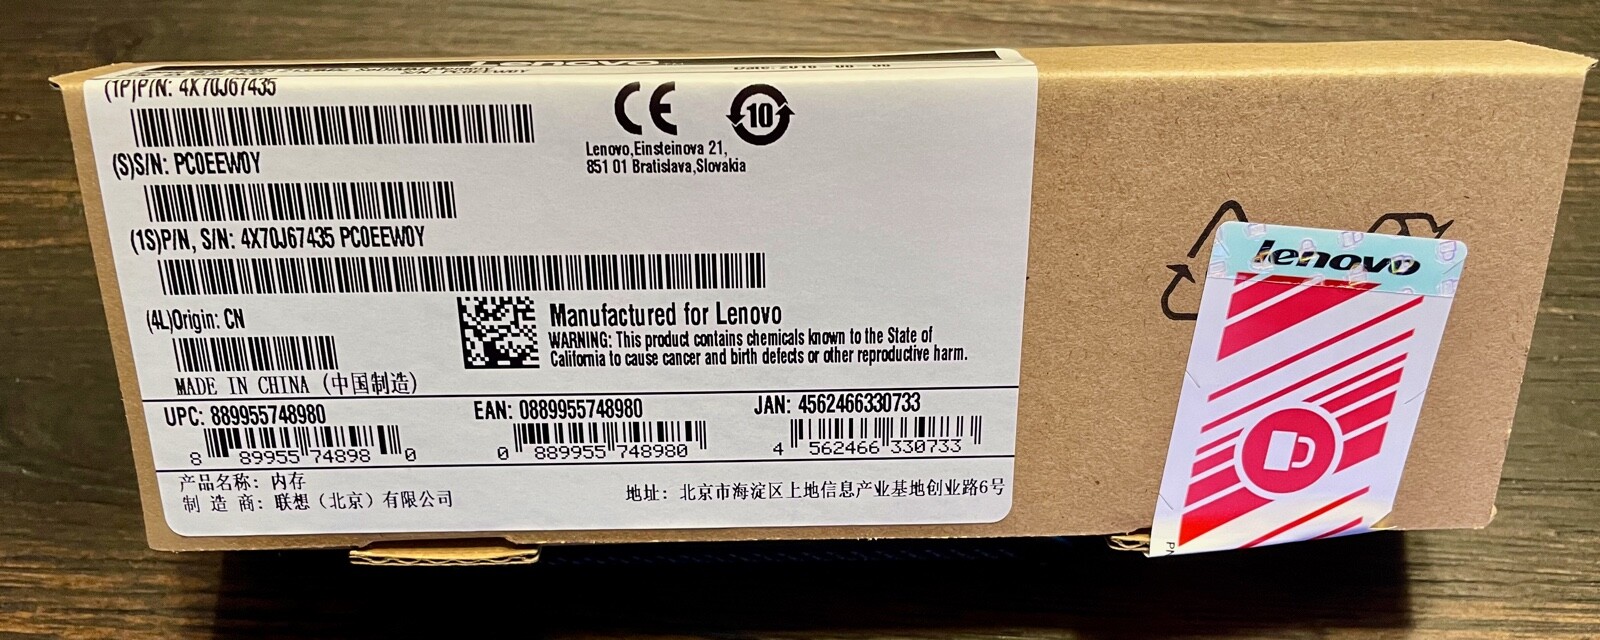 Lenovo
S/N: PC0EEW0Y
(1P)P/N: 4X70J67435
(S)S/N: PC0EEW0Y
(1S)P/N, S/N: 4X70J67435 PC0EEW0Y
(4L)Origin: CN
MADE IN CHINA (中国制造)
CE
10
Lenovo,Einsteinova 21,
851 01 Bratislava,Slovakia
Manufactured for Lenovo
WARNING: This product contains chemicals known to the State of
California to cause cancer and birth defects or other reproductive harm.
UPC: 889955748980
8 89955 74898 0
EAN: 0889955748980
0 889955 748980
JAN: 4562466330733
4 562466 330733
产品名称: 内存
制 造 商: 联想（北京）有限公司
地址: 北京市海淀区上地信息产业基地创业路6号
lenovo